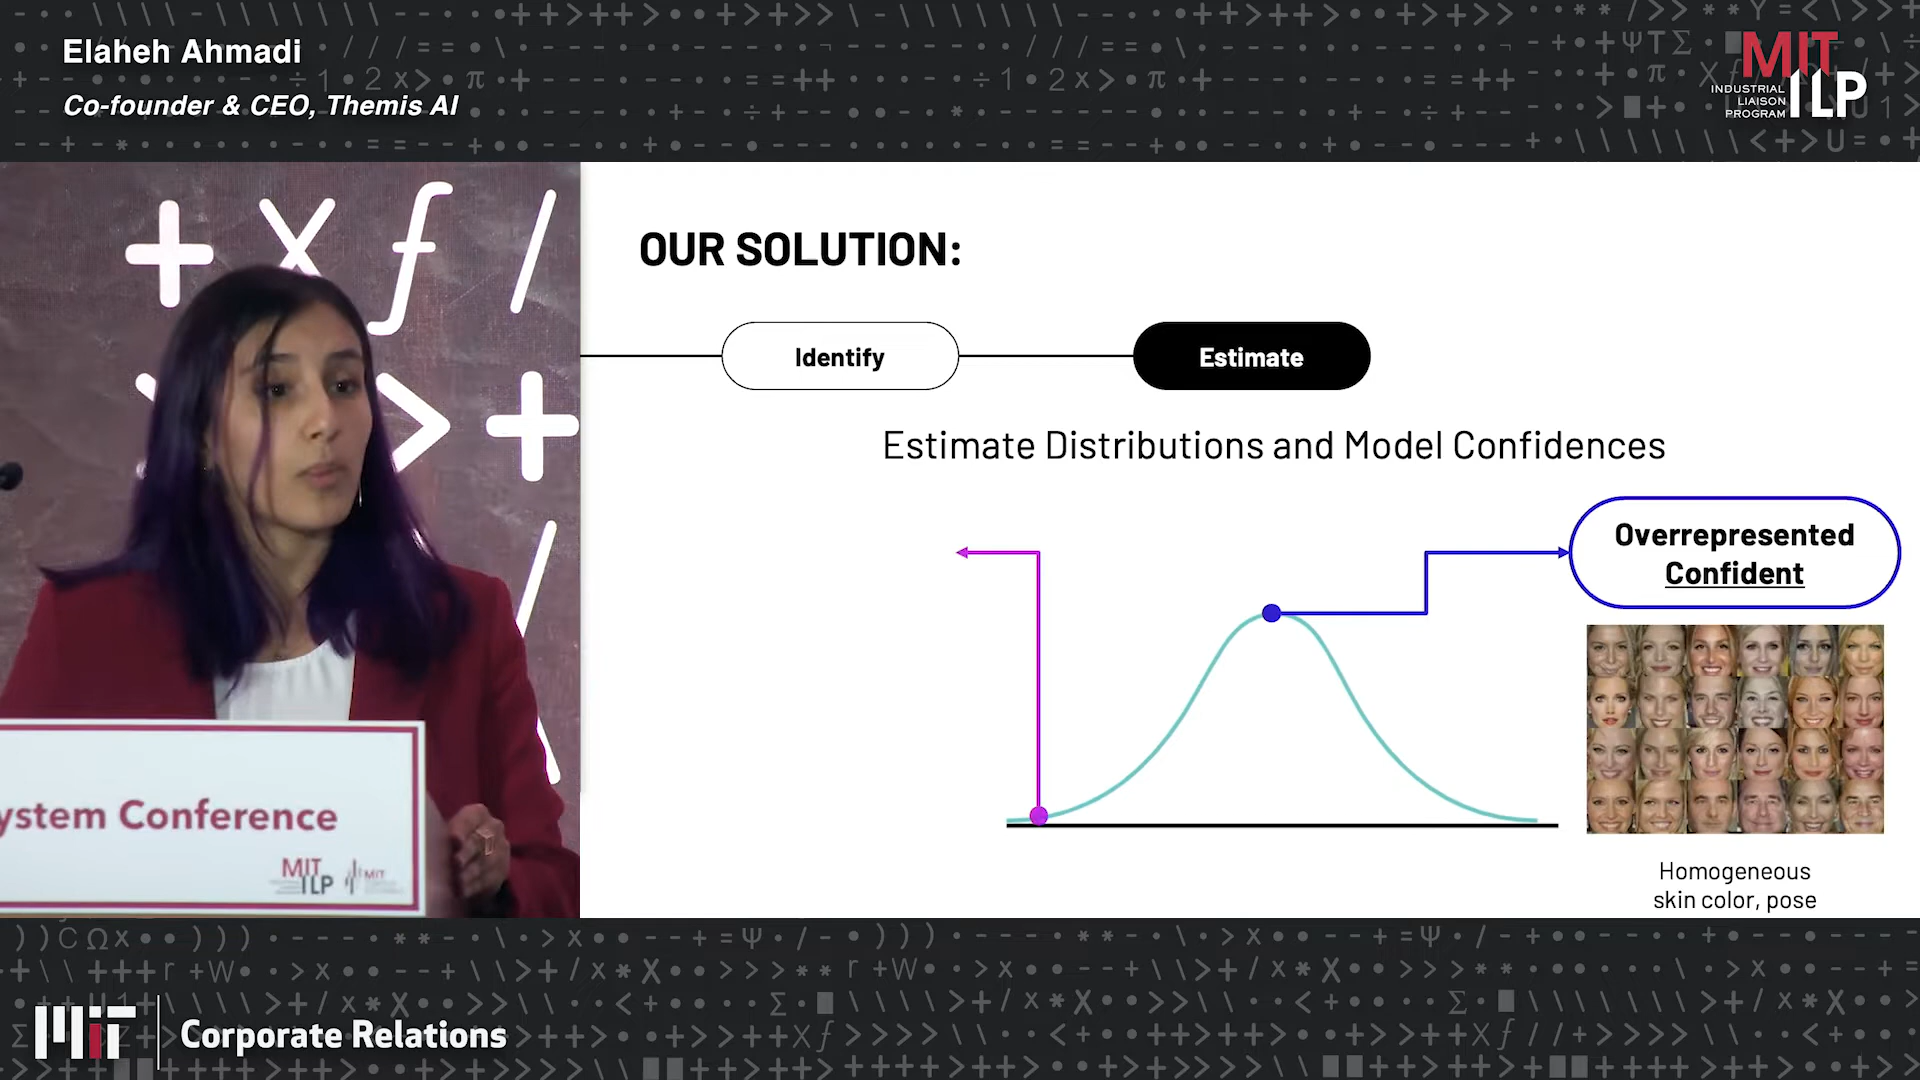 Elaheh Ahmadi
Co-founder & CEO, Themis AI
MIT
ILP
INDUSTRIAL
LIAISON
PROGRAM
OUR SOLUTION:
Identify
Estimate
Estimate Distributions and Model Confidences
Overrepresented
Confident
Homogeneous
skin color, pose
ystem Conference
MIT
ILP
MIT
MIT
Corporate Relations